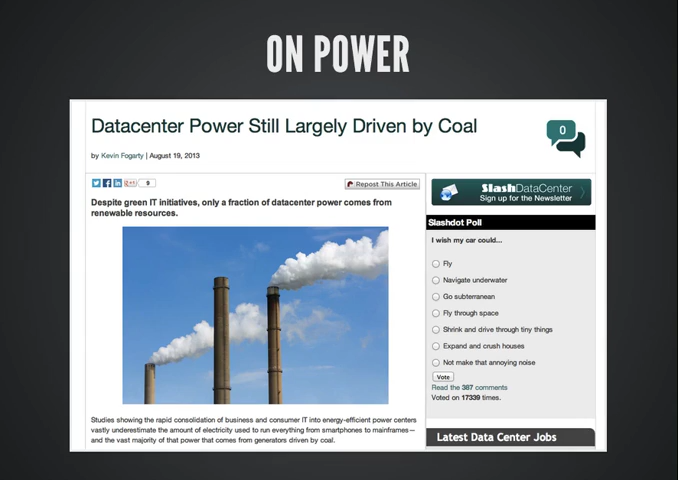 ON POWER
Datacenter Power Still Largely Driven by Coal
0
by Kevin Fogarty | August 19, 2013
9
Repost This Article
Despite green IT initiatives, only a fraction of datacenter power comes from
renewable resources.
Studies showing the rapid consolidation of business and consumer IT into energy-efficient power centers
vastly underestimate the amount of electricity used to run everything from smartphones to mainframes—
and the vast majority of that power that comes from generators driven by coal.
SlashDataCenter
Sign up for the Newsletter
Slashdot Poll
I wish my car could...
Fly
Navigate underwater
Go subterranean
Fly through space
Shrink and drive through tiny things
Expand and crush houses
Not make that annoying noise
Vote
Read the 387 comments
Voted on 17339 times.
Latest Data Center Jobs